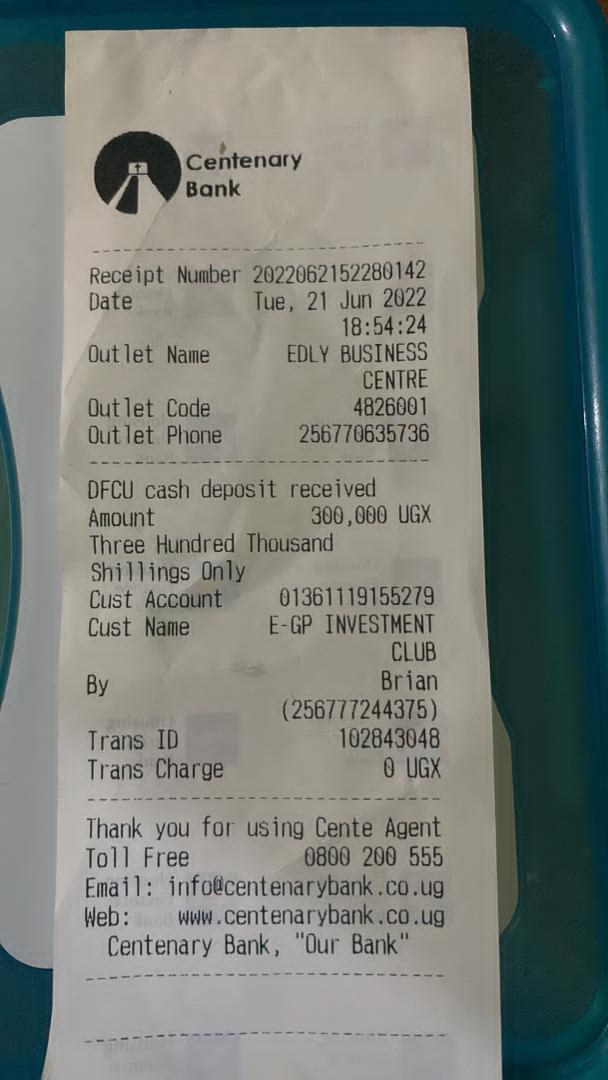 Centenary
Bank
Receipt Number 2022062152280142
Date Tue, 21 Jun 2022
18:54:24
Outlet Name EDLY BUSINESS
CENTRE
Outlet Code 4826001
Outlet Phone 256770635736
DFCU cash deposit received
Amount 300,000 UGX
Three Hundred Thousand
Shillings Only
Cust Account 01361119155279
Cust Name E-GP INVESTMENT
CLUB
By Brian
(256777244375)
Trans ID 102843048
Trans Charge 0 UGX
Thank you for using Cente Agent
Toll Free 0800 200 555
Email: info@centenarybank.co.ug
Web: www.centenarybank.co.ug
Centenary Bank, "Our Bank"